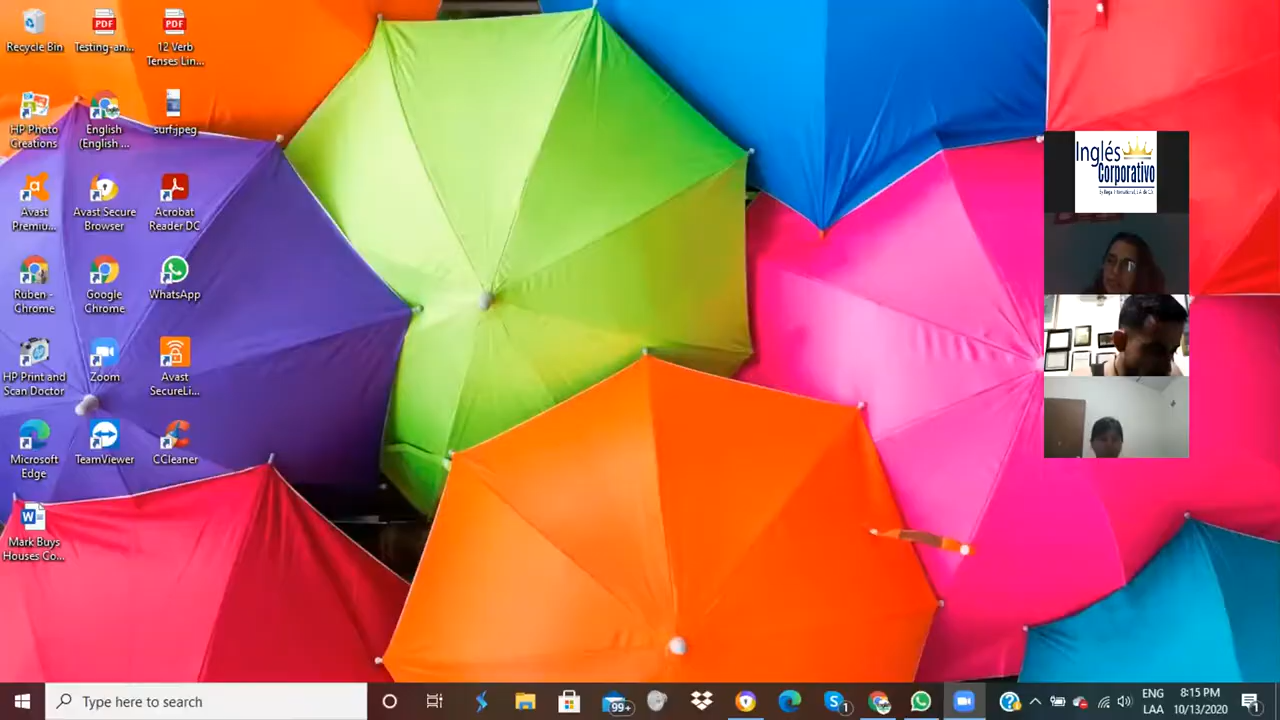 Recycle Bin
Testing-an...
12 Verb
Tenses Lin...
HP Photo
Creations
English
(English ...
surf.jpeg
Avast
Premiu...
Avast Secure
Browser
Acrobat
Reader DC
Ruben -
Chrome
Google
Chrome
WhatsApp
HP Print and
Scan Doctor
Zoom
Avast
SecureLi...
Microsoft
Edge
TeamViewer
CCleaner
Mark Buys
Houses Co...
PDF
PDF
W
Inglés
Corporativo
Type here to search
99+
1
ENG
LAA
8:15 PM
10/13/2020
1